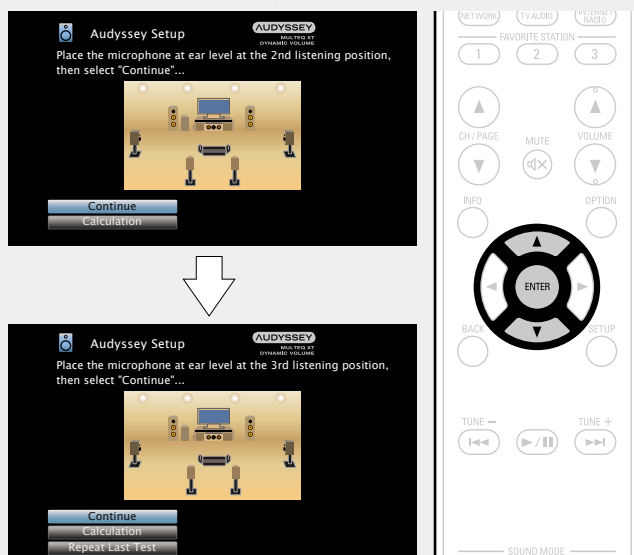 Audyssey Setup
AUDYSSEY
MULTEQ XT
DYNAMIC VOLUME
Place the microphone at ear level at the 2nd listening position,
then select "Continue"...
Continue
Calculation
Audyssey Setup
AUDYSSEY
MULTEQ XT
DYNAMIC VOLUME
Place the microphone at ear level at the 3rd listening position,
then select "Continue"...
Continue
Calculation
Repeat Last Test
NETWORK
TV AUDIO
INTERNET
RADIO
FAVORITE STATION
1 2 3
CH / PAGE
MUTE
VOLUME
INFO
OPTION
ENTER
BACK
SETUP
TUNE –
TUNE +
SOUND MODE